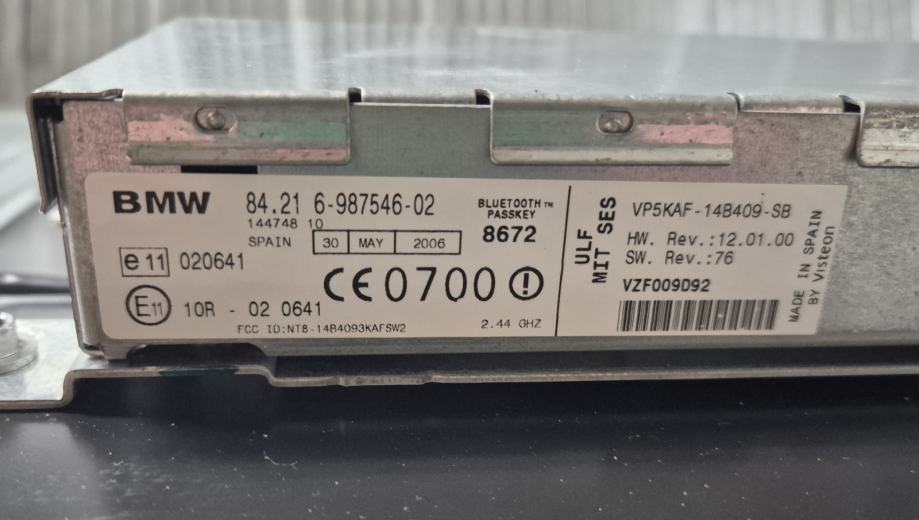 BMW 84.21 6-987546-02
144748 10
SPAIN
30 MAY 2006
BLUETOOTH™
PASSKEY
8672
e 11 020641
CE0700
E11 10R - 02 0641
FCC ID:NT8-14B4093KAFSW2
2.44 GHZ
ULF
MIT SES
VP5KAF-14B409-SB
HW. Rev.:12.01.00
SW. Rev.:76
VZF009D92
MADE IN SPAIN
BY Visteon